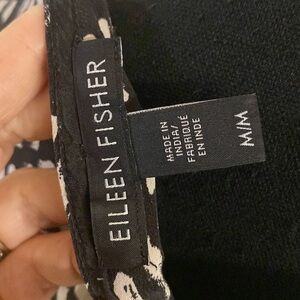 EILEEN FISHER
MADE IN
INDIA/
FABRIQUÉ
EN INDE
M/M